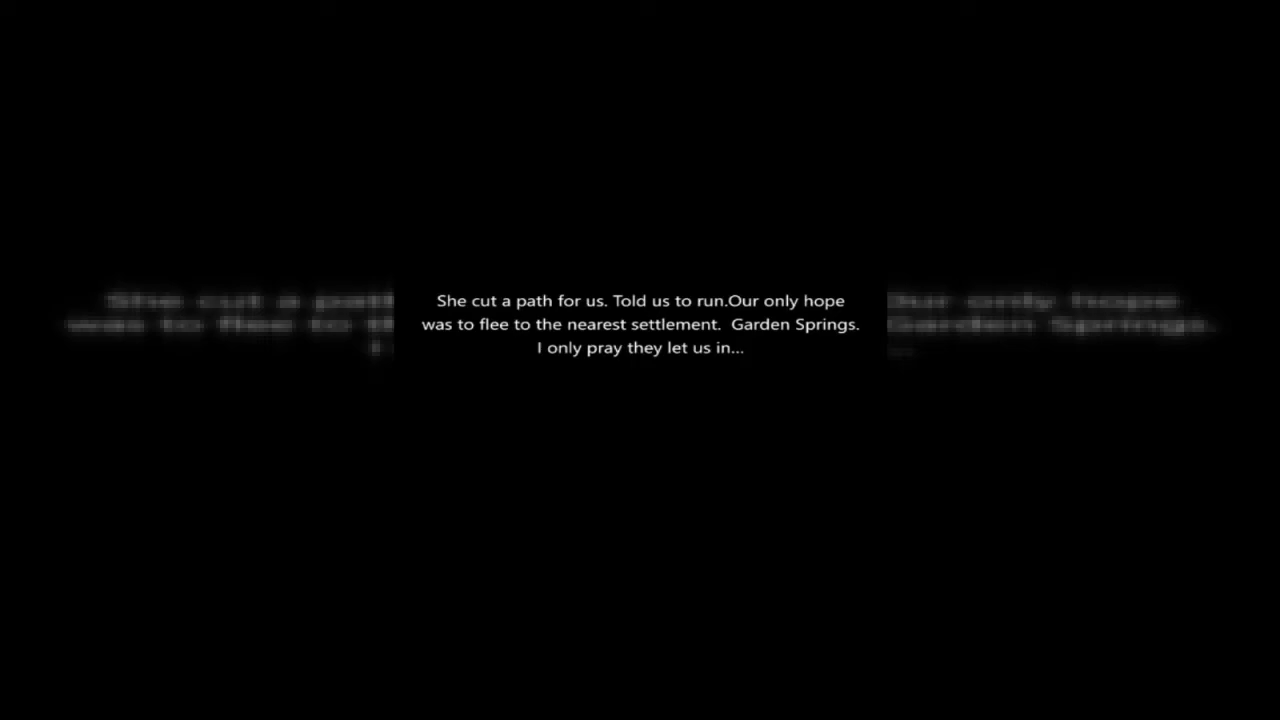 She cut a path for us. Told us to run.Our only hope
was to flee to the nearest settlement.  Garden Springs.
I only pray they let us in...